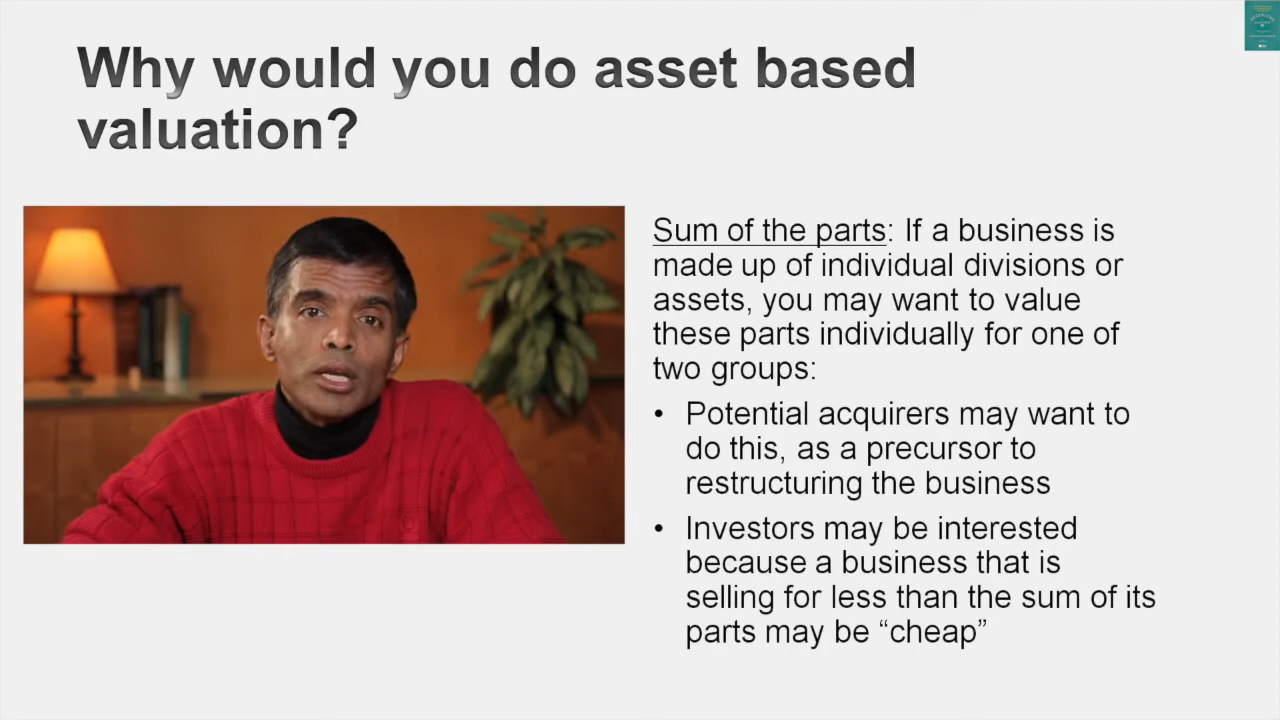 Why would you do asset based
valuation?
Sum of the parts: If a business is
made up of individual divisions or
assets, you may want to value
these parts individually for one of
two groups:
• Potential acquirers may want to
do this, as a precursor to
restructuring the business
• Investors may be interested
because a business that is
selling for less than the sum of its
parts may be “cheap”